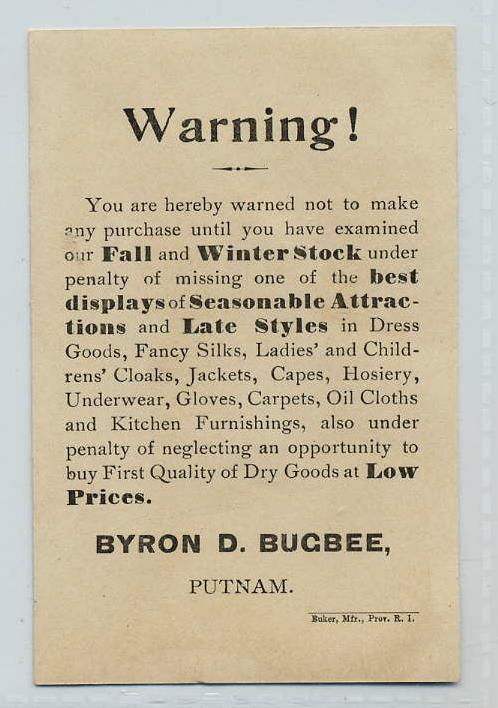 Warning!
You are hereby warned not to make
any purchase until you have examined
our Fall and Winter Stock under
penalty of missing one of the best
displays of Seasonable Attrac-
tions and Late Styles in Dress
Goods, Fancy Silks, Ladies' and Child-
rens' Cloaks, Jackets, Capes, Hosiery,
Underwear, Gloves, Carpets, Oil Cloths
and Kitchen Furnishings, also under
penalty of neglecting an opportunity to
buy First Quality of Dry Goods at Low
Prices.
BYRON D. BUGBEE,
PUTNAM.
Buker, Mfr., Prov. R. I.